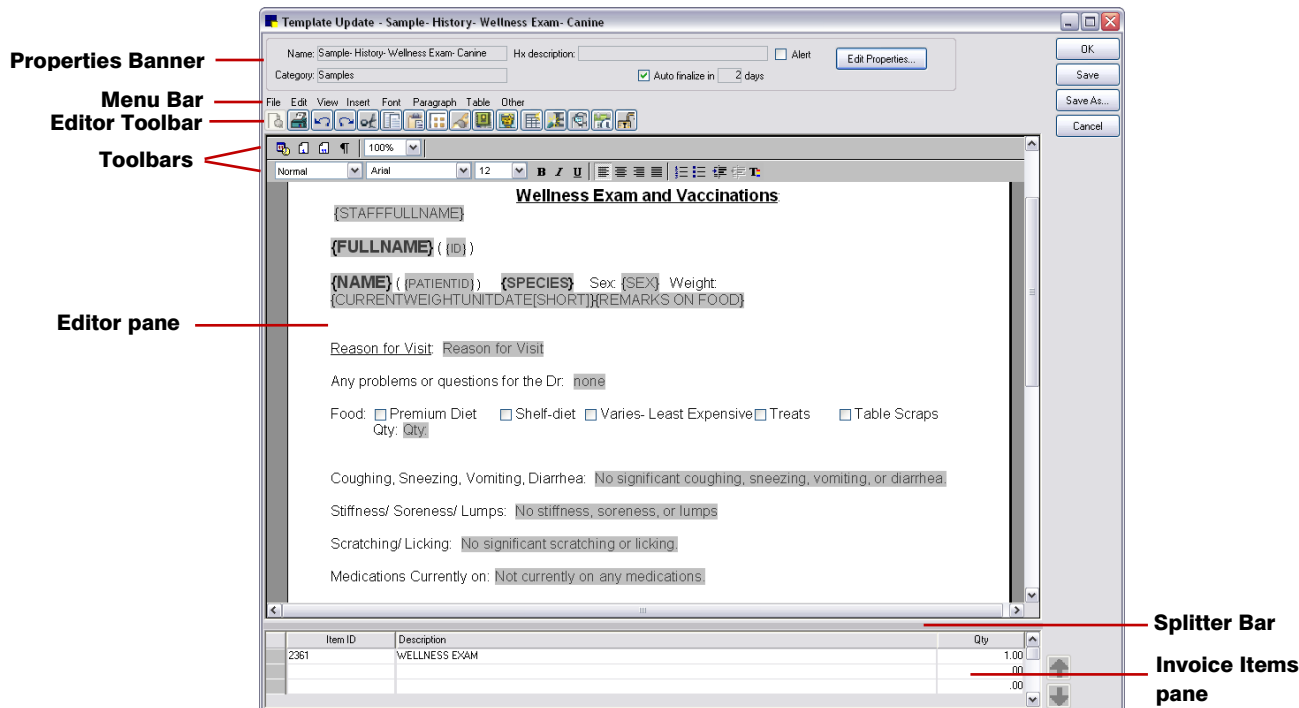 Template Update - Sample- History- Wellness Exam- Canine
Properties Banner
Name: Sample- History- Wellness Exam- Canine Hx description: Alert Edit Properties... OK
Category: Samples Auto finalize in 2 days Save
Menu Bar
File Edit View Insert Font Paragraph Table Other Save As...
Editor Toolbar
Cancel
Toolbars
100%
Normal Arial 12 B I U
Wellness Exam and Vaccinations:
{STAFFFULLNAME}
{FULLNAME} ( {ID} )
{NAME} ( {PATIENTID} ) {SPECIES} Sex: {SEX} Weight:
{CURRENTWEIGHTUNITDATE[SHORT]}{REMARKS ON FOOD}
Editor pane
Reason for Visit: Reason for Visit
Any problems or questions for the Dr: none
Food: Premium Diet Shelf-diet Varies- Least Expensive Treats Table Scraps
Qty: Qty:
Coughing, Sneezing, Vomiting, Diarrhea: No significant coughing, sneezing, vomiting, or diarrhea.
Stiffness/ Soreness/ Lumps: No stiffness, soreness, or lumps
Scratching/ Licking: No significant scratching or licking.
Medications Currently on: Not currently on any medications.
Splitter Bar
Item ID Description Qty
2361 WELLNESS EXAM 1.00
.00
.00
Invoice Items
pane